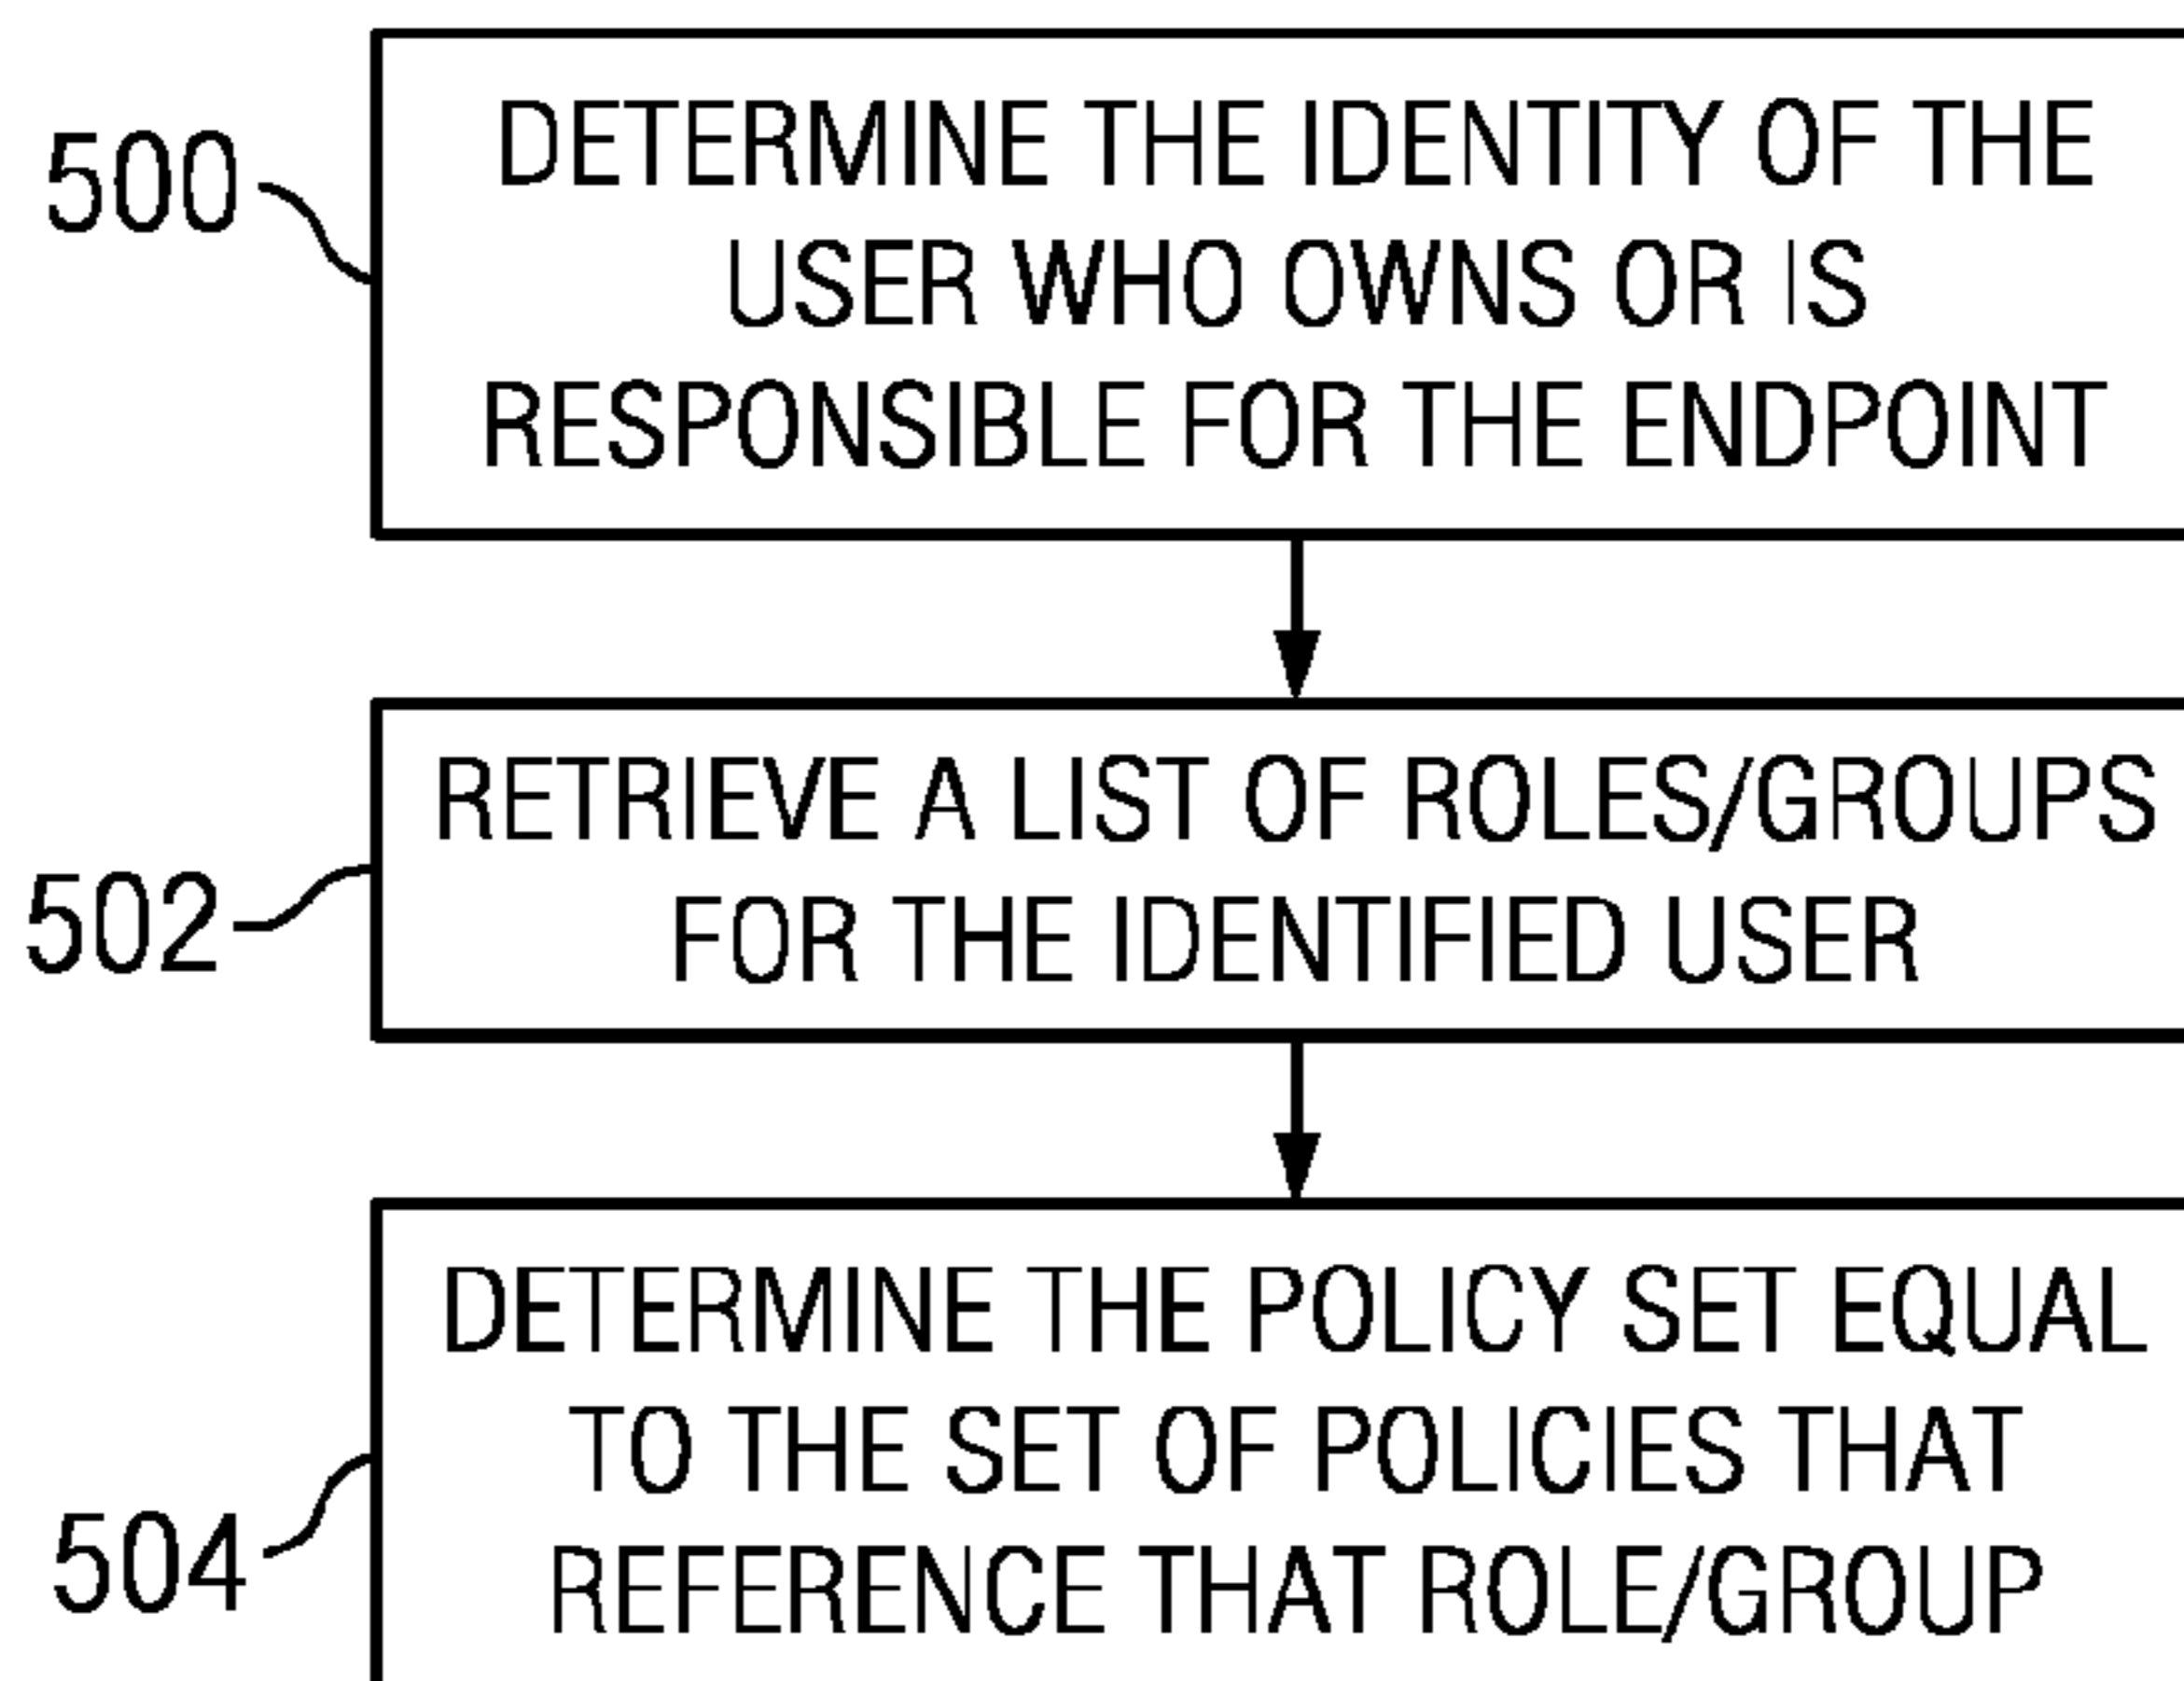 500
DETERMINE THE IDENTITY OF THE
USER WHO OWNS OR IS
RESPONSIBLE FOR THE ENDPOINT
502
RETRIEVE A LIST OF ROLES/GROUPS
FOR THE IDENTIFIED USER
504
DETERMINE THE POLICY SET EQUAL
TO THE SET OF POLICIES THAT
REFERENCE THAT ROLE/GROUP